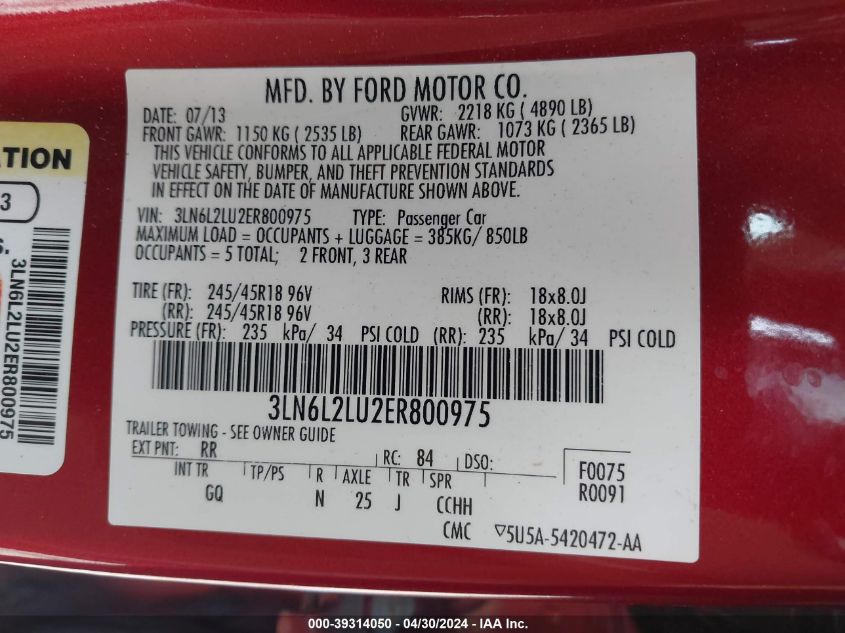 MFD. BY FORD MOTOR CO.
DATE: 07/13 GVWR: 2218 KG ( 4890 LB)
FRONT GAWR: 1150 KG ( 2535 LB) REAR GAWR: 1073 KG ( 2365 LB)
THIS VEHICLE CONFORMS TO ALL APPLICABLE FEDERAL MOTOR
VEHICLE SAFETY, BUMPER, AND THEFT PREVENTION STANDARDS
IN EFFECT ON THE DATE OF MANUFACTURE SHOWN ABOVE.
VIN: 3LN6L2LU2ER800975 TYPE: Passenger Car
MAXIMUM LOAD = OCCUPANTS + LUGGAGE = 385KG/ 850LB
OCCUPANTS = 5 TOTAL; 2 FRONT, 3 REAR
TIRE (FR): 245/45R18 96V RIMS (FR): 18x8.0J
(RR): 245/45R18 96V (RR): 18x8.0J
PRESSURE (FR): 235 kPa/ 34 PSI COLD (RR): 235 kPa/ 34 PSI COLD
3LN6L2LU2ER800975
TRAILER TOWING - SEE OWNER GUIDE
EXT PNT: RR RC: 84 DSO: F0075
INT TR TP/PS R AXLE TR SPR R0091
GQ N 25 J CCHH
CMC ▽5U5A-5420472-AA
ATION
3
S.
3LN6L2LU2ER800975
000-39314050 - 04/30/2024 - IAA Inc.